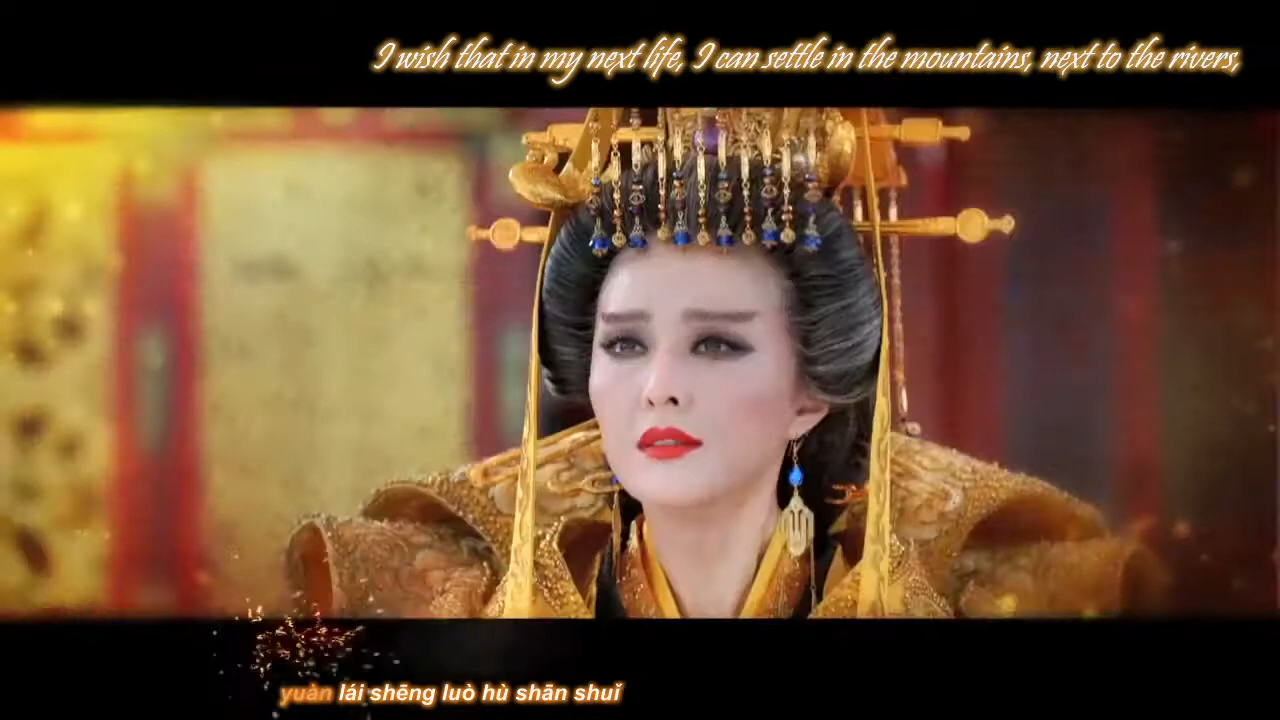 I wish that in my next life, I can settle in the mountains, next to the rivers,
yuàn lái shēng luò hù shān shuǐ